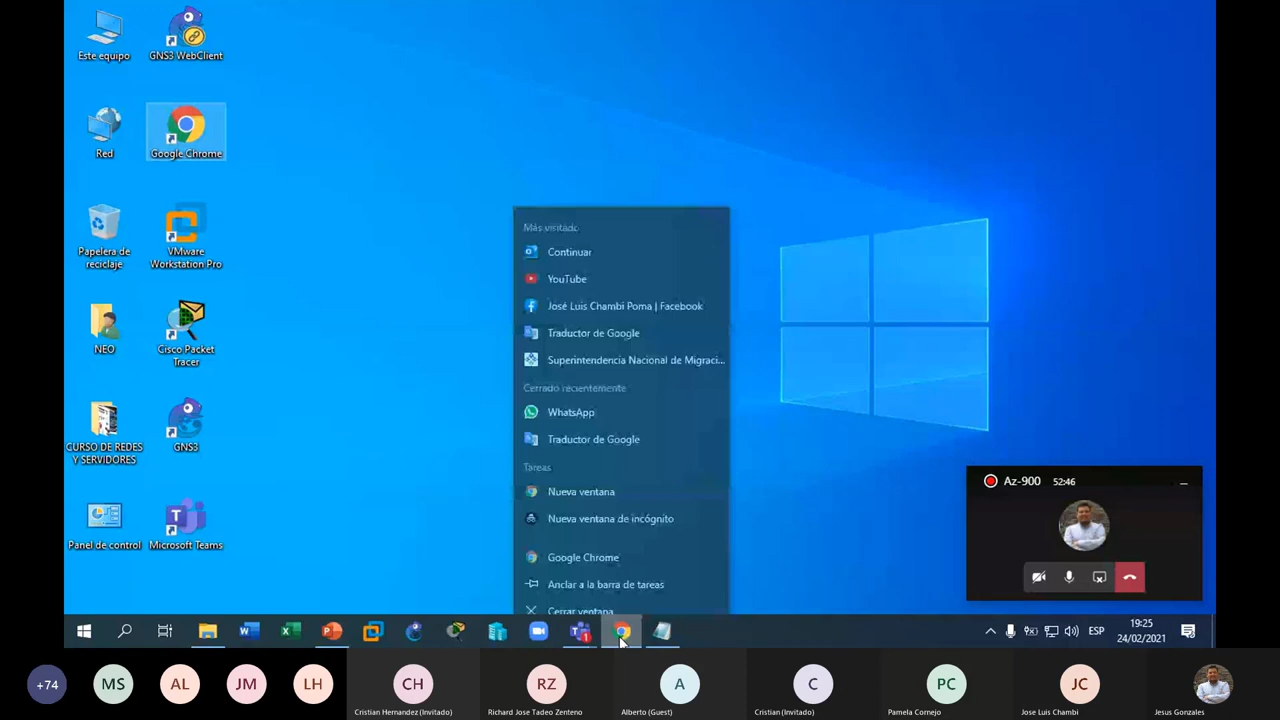 Este equipo
GNS3 WebClient
Red
Google Chrome
Papelera de
reciclaje
VMware
Workstation Pro
NEO
Cisco Packet
Tracer
CURSO DE REDES
Y SERVIDORES
GNS3
Panel de control
Microsoft Teams
Más visitado
Continuar
YouTube
José Luis Chambi Poma | Facebook
Traductor de Google
Superintendencia Nacional de Migraci...
Cerrado recientemente
WhatsApp
Traductor de Google
Tareas
Nueva ventana
Nueva ventana de incógnito
Google Chrome
Anclar a la barra de tareas
Cerrar ventana
Az-900 52:46
ESP
19:25
24/02/2021
+74
MS
AL
JM
LH
CH
Cristian Hernandez (Invitado)
RZ
Richard Jose Tadeo Zenteno
A
Alberto (Guest)
C
Cristian (Invitado)
PC
Pamela Cornejo
JC
Jose Luis Chambi
Jesus Gonzales